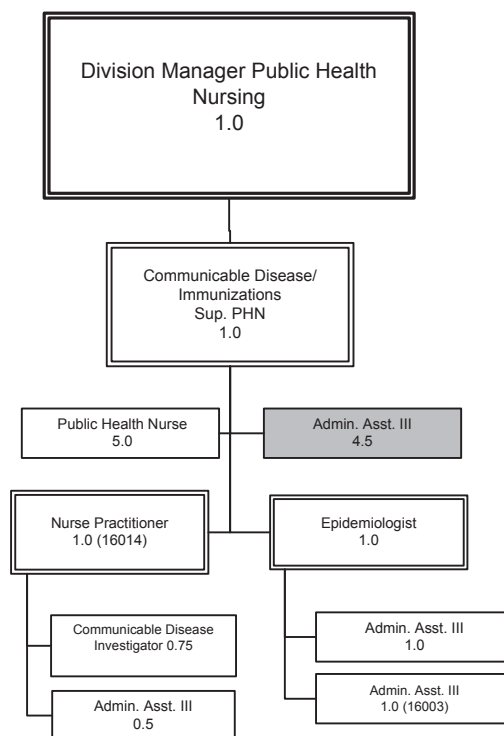 Division Manager Public Health
Nursing
1.0
Communicable Disease/
Immunizations
Sup. PHN
1.0
Public Health Nurse
5.0
Admin. Asst. III
4.5
Nurse Practitioner
1.0 (16014)
Epidemiologist
1.0
Communicable Disease
Investigator 0.75
Admin. Asst. III
0.5
Admin. Asst. III
1.0
Admin. Asst. III
1.0 (16003)